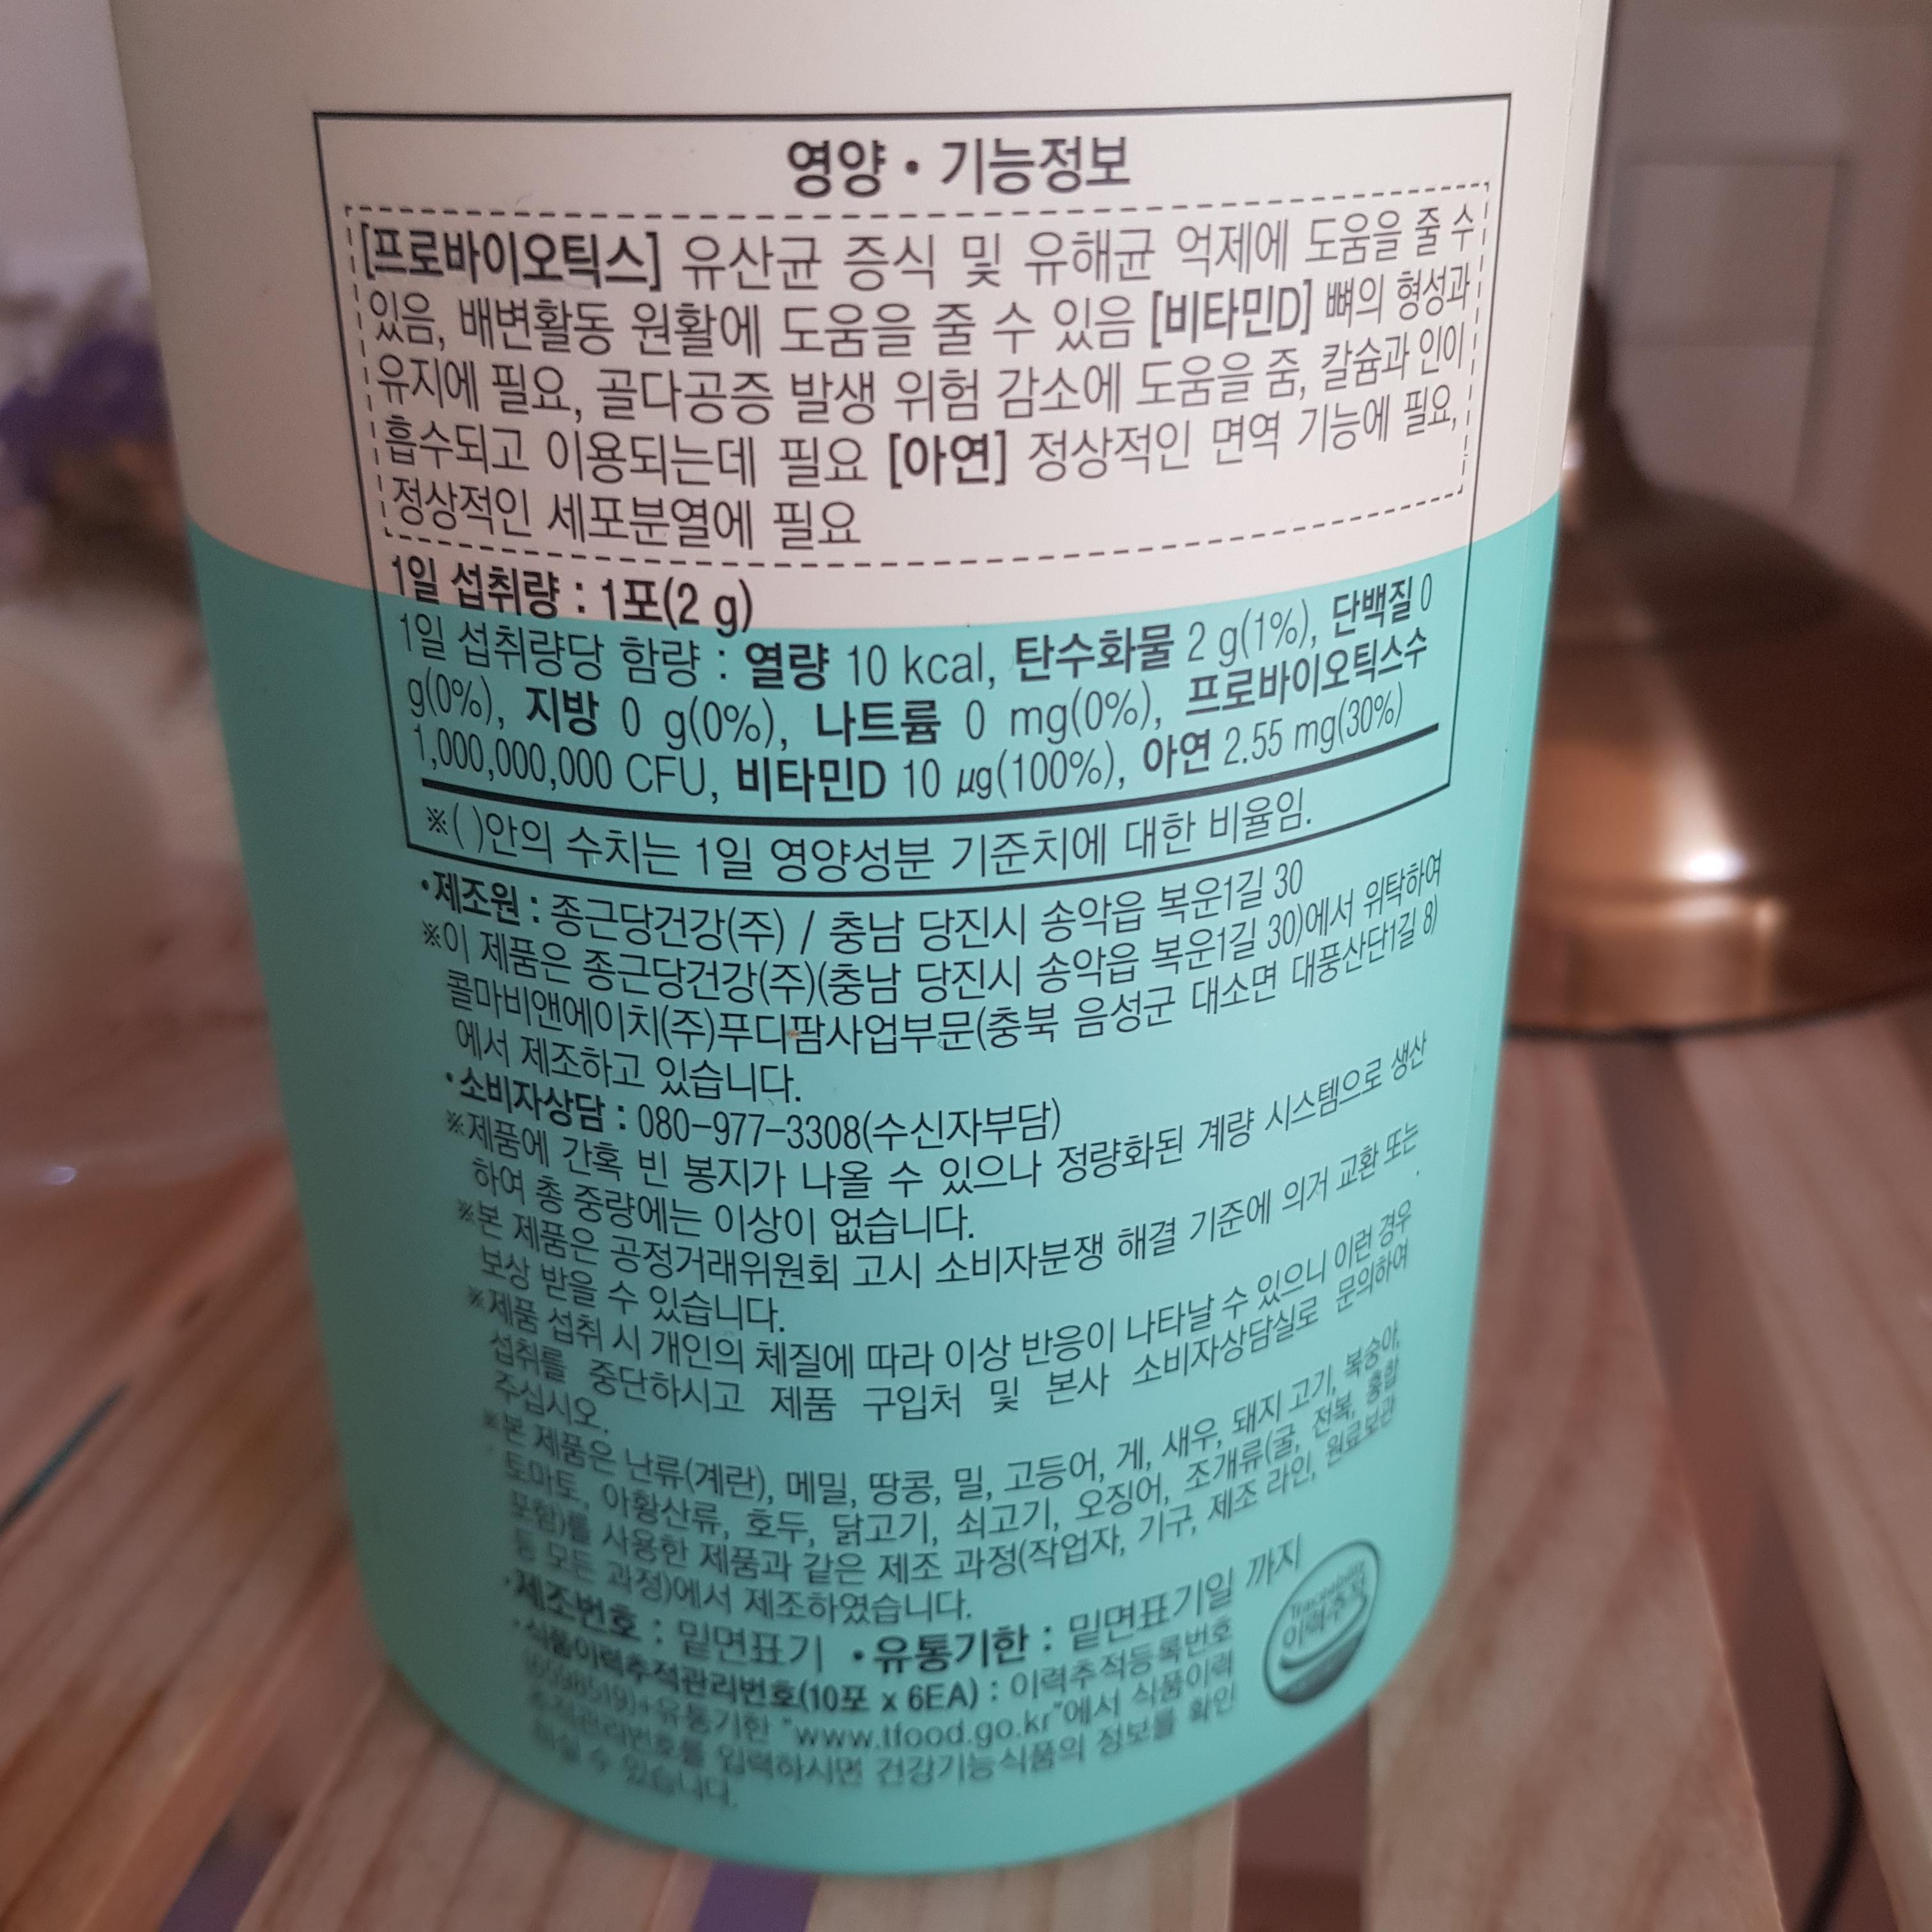 영양·기능정보
[프로바이오틱스] 유산균 증식 및 유해균 억제에 도움을 줄 수
있음, 배변활동 원활에 도움을 줄 수 있음 [비타민D] 뼈의 형성과
유지에 필요, 골다공증 발생 위험 감소에 도움을 줌, 칼슘과 인이
흡수되고 이용되는데 필요 [아연] 정상적인 면역 기능에 필요,
정상적인 세포분열에 필요
1일 섭취량 : 1포(2 g)
1일 섭취량당 함량 : 열량 10 kcal, 탄수화물 2 g(1%), 단백질 0
g(0%), 지방 0 g(0%), 나트륨 0 mg(0%), 프로바이오틱스수
1,000,000,000 CFU, 비타민D 10 μg(100%), 아연 2.55 mg(30%)
※( )안의 수치는 1일 영양성분 기준치에 대한 비율임.
•제조원 : 종근당건강(주) / 충남 당진시 송악읍 복운1길 30
※이 제품은 종근당건강(주)(충남 당진시 송악읍 복운1길 30)에서 위탁하여
콜마비앤에이치(주)푸디팜사업부문(충북 음성군 대소면 대풍산단1길 8)
에서 제조하고 있습니다.
•소비자상담 : 080-977-3308(수신자부담)
※제품에 간혹 빈 봉지가 나올 수 있으나 정량화된 계량 시스템으로 생산
하여 총 중량에는 이상이 없습니다.
※본 제품은 공정거래위원회 고시 소비자분쟁 해결 기준에 의거 교환 또는
보상 받을 수 있습니다.
※제품 섭취 시 개인의 체질에 따라 이상 반응이 나타날 수 있으니 이런 경우
섭취를 중단하시고 제품 구입처 및 본사 소비자상담실로 문의하여
주십시오.
※본 제품은 난류(계란), 메밀, 땅콩, 밀, 고등어, 게, 새우, 돼지 고기, 복숭아,
토마토, 아황산류, 호두, 닭고기, 쇠고기, 오징어, 조개류(굴, 전복, 홍합
포함)를 사용한 제품과 같은 제조 과정(작업자, 기구, 제조 라인, 원료보관
등 모든 과정)에서 제조하였습니다.
•제조번호 : 밑면표기 •유통기한 : 밑면표기일 까지
•식품이력추적관리번호(10포 x 6EA) : 이력추적등록번호
+유통기한 "www.tfood.go.kr"에서 식품이력
추적관리번호를 입력하시면 건강기능식품의 정보를 확인
하실 수 있습니다.
Traceability
이력추적